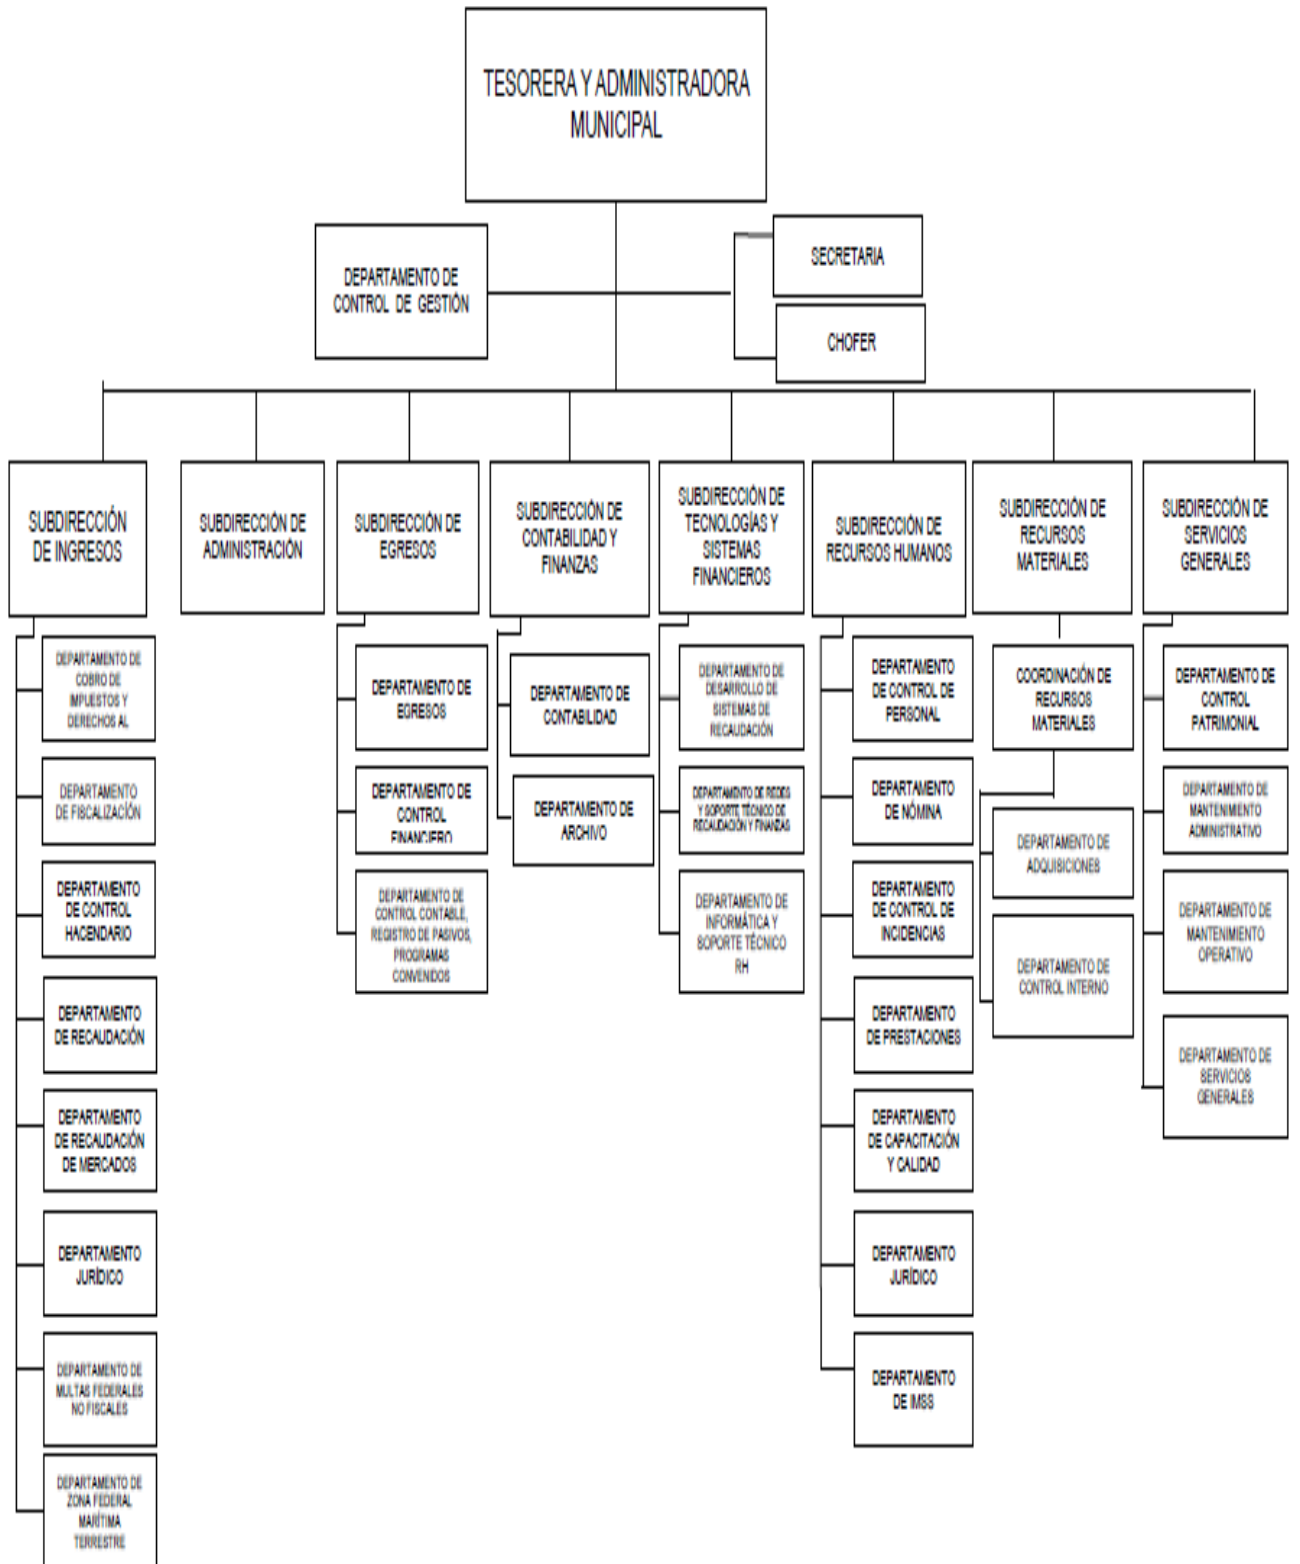 TESORERA Y ADMINISTRADORA
MUNICIPAL
DEPARTAMENTO DE
CONTROL DE GESTIÓN
SECRETARIA
CHOFER
SUBDIRECCIÓN
DE INGRESOS
SUBDIRECCIÓN DE
ADMINISTRACIÓN
SUBDIRECCIÓN DE
EGRESOS
SUBDIRECCIÓN DE
CONTABILIDAD Y
FINANZAS
SUBDIRECCIÓN DE
TECNOLOGÍAS Y
SISTEMAS
FINANCIEROS
SUBDIRECCIÓN DE
RECURSOS HUMANOS
SUBDIRECCIÓN DE
RECURSOS
MATERIALES
SUBDIRECCIÓN DE
SERVICIOS
GENERALES
DEPARTAMENTO DE
COBRO DE
IMPUESTOS Y
DERECHOS AL
DEPARTAMENTO
DE FISCALIZACIÓN
DEPARTAMENTO
DE CONTROL
HACENDARIO
DEPARTAMENTO
DE RECAUDACIÓN
DEPARTAMENTO
DE RECAUDACIÓN
DE MERCADOS
DEPARTAMENTO
JURÍDICO
DEPARTAMENTO DE
MULTAS FEDERALES
NO FISCALES
DEPARTAMENTO DE
ZONA FEDERAL
MARÍTIMA
TERRESTRE
DEPARTAMENTO DE
EGRESOS
DEPARTAMENTO DE
CONTROL
FINANCIERO
DEPARTAMENTO DE
CONTROL CONTABLE,
REGISTRO DE PASIVOS,
PROGRAMAS
CONVENIDOS
DEPARTAMENTO DE
CONTABILIDAD
DEPARTAMENTO DE
ARCHIVO
DEPARTAMENTO DE
DESARROLLO DE
SISTEMAS DE
RECAUDACIÓN
DEPARTAMENTO DE REDES
Y SOPORTE TÉCNICO DE
RECAUDACIÓN Y FINANZAS
DEPARTAMENTO DE
INFORMÁTICA Y
SOPORTE TÉCNICO
RH
DEPARTAMENTO
DE CONTROL DE
PERSONAL
DEPARTAMENTO
DE NÓMINA
DEPARTAMENTO
DE CONTROL DE
INCIDENCIAS
DEPARTAMENTO
DE PRESTACIONES
DEPARTAMENTO
DE CAPACITACIÓN
Y CALIDAD
DEPARTAMENTO
JURÍDICO
DEPARTAMENTO
DE IMSS
COORDINACIÓN DE
RECURSOS
MATERIALES
DEPARTAMENTO DE
ADQUISICIONES
DEPARTAMENTO DE
CONTROL INTERNO
DEPARTAMENTO DE
CONTROL
PATRIMONIAL
DEPARTAMENTO DE
MANTENIMIENTO
ADMINISTRATIVO
DEPARTAMENTO DE
MANTENIMIENTO
OPERATIVO
DEPARTAMENTO DE
SERVICIOS
GENERALES